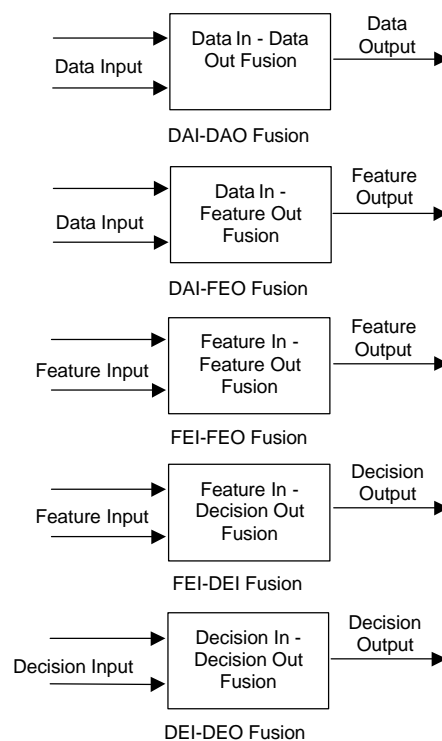 Data In - Data
Out Fusion
Data
Output
Data Input
DAI-DAO Fusion
Data In -
Feature Out
Fusion
Feature
Output
Data Input
DAI-FEO Fusion
Feature In -
Feature Out
Fusion
Feature
Output
Feature Input
FEI-FEO Fusion
Feature In -
Decision Out
Fusion
Decision
Output
Feature Input
FEI-DEI Fusion
Decision In -
Decision Out
Fusion
Decision
Output
Decision Input
DEI-DEO Fusion